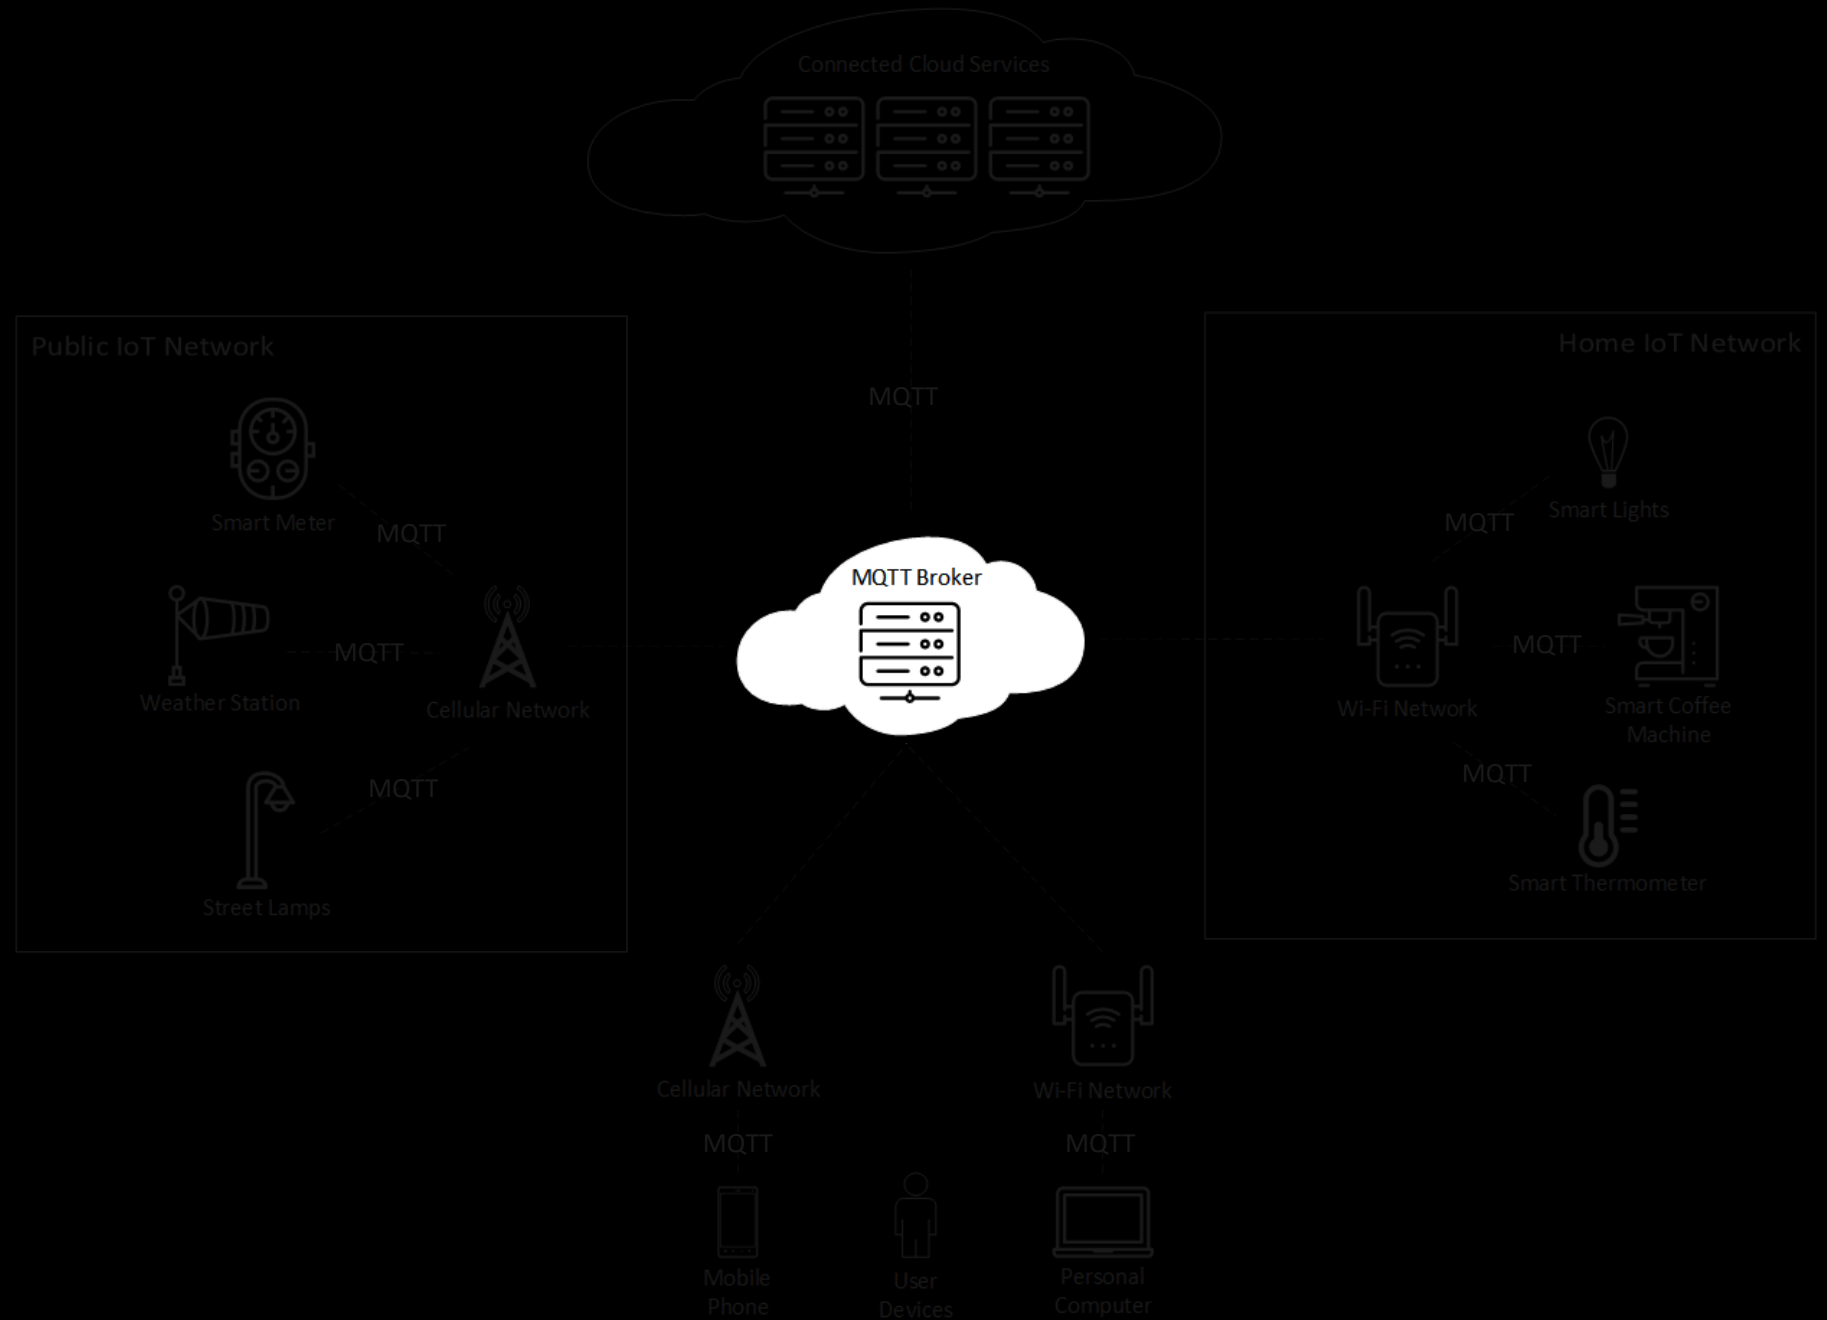 Connected Cloud Services
Public IoT Network
Home IoT Network
MQTT
Smart Meter
MQTT
Smart Lights
MQTT
MQTT Broker
Weather Station
MQTT
Cellular Network
Wi-Fi Network
MQTT
Smart Coffee
Machine
MQTT
Street Lamps
MQTT
Smart Thermometer
Cellular Network
Wi-Fi Network
MQTT
MQTT
Mobile
Phone
User
Devices
Personal
Computer